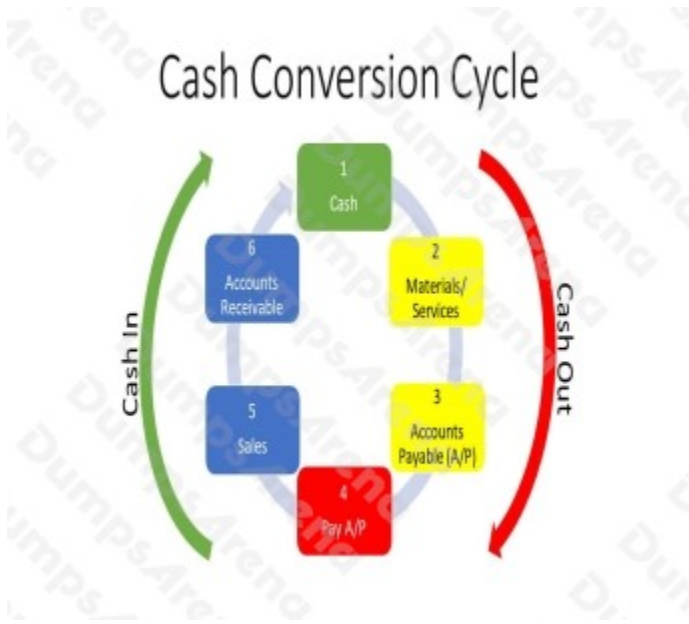 Cash Conversion Cycle
1
Cash
2
Materials/
Services
3
Accounts
Payable (A/P)
4
Pay A/P
5
Sales
6
Accounts
Receivable
Cash In
Cash Out
DumpsArena